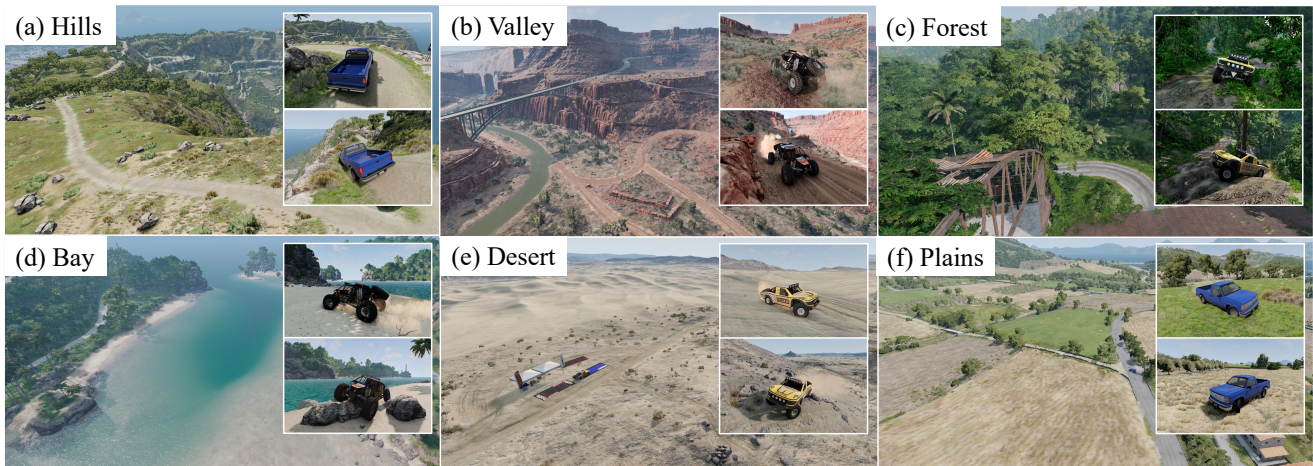 (a) Hills
(b) Valley
(c) Forest
(d) Bay
(e) Desert
(f) Plains